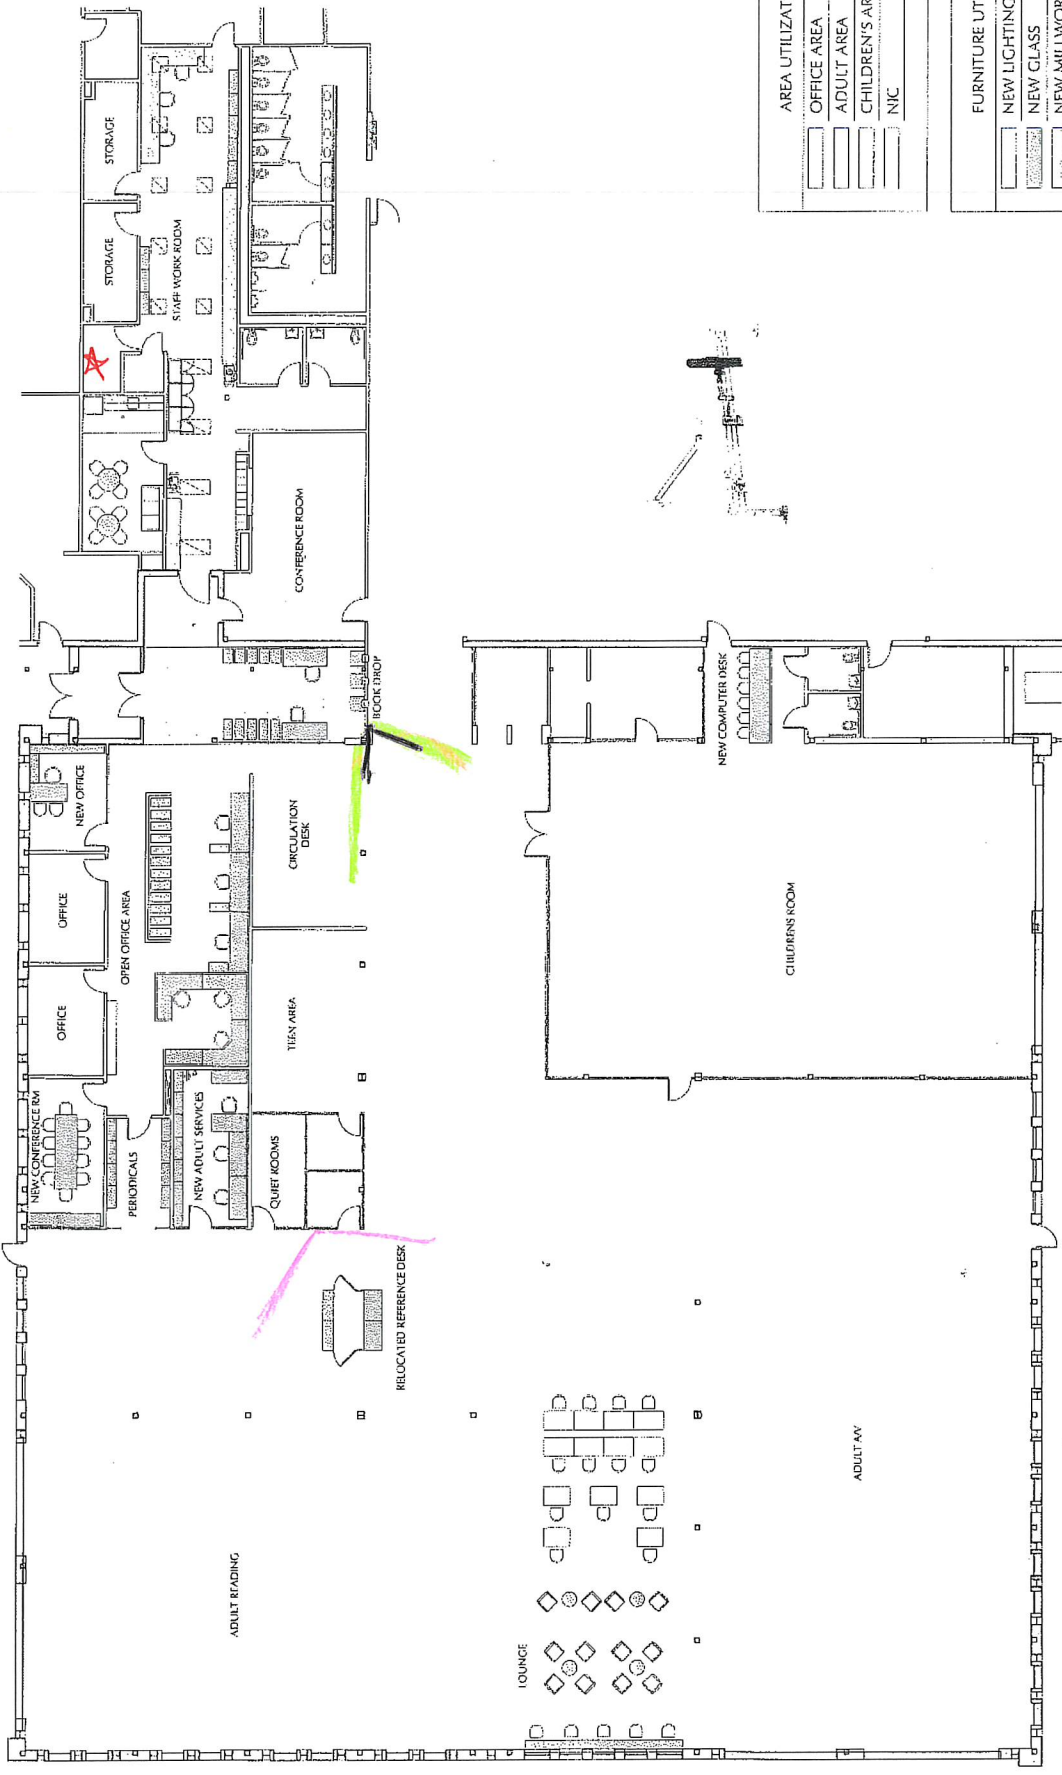 NEW CONFERENCE RM
OFFICE
OFFICE
NEW OFFICE
STORAGE
STORAGE
OPEN OFFICE AREA
PERIODICALS
STAFF WORK ROOM
NEW ADULT SERVICES
ADULT READING
QUIET ROOMS
TEEN AREA
CIRCULATION
DESK
CONFERENCE ROOM
BOOK DROP
RELOCATED REFERENCE DESK
LOUNGE
NEW COMPUTER DESK
CHILDRENS ROOM
ADULT A/V
AREA UTILIZAT
OFFICE AREA
ADULT AREA
CHILDREN'S AR
NIC
FURNITURE UT
NEW LIGHTING
NEW GLASS
NEW MILLWOR